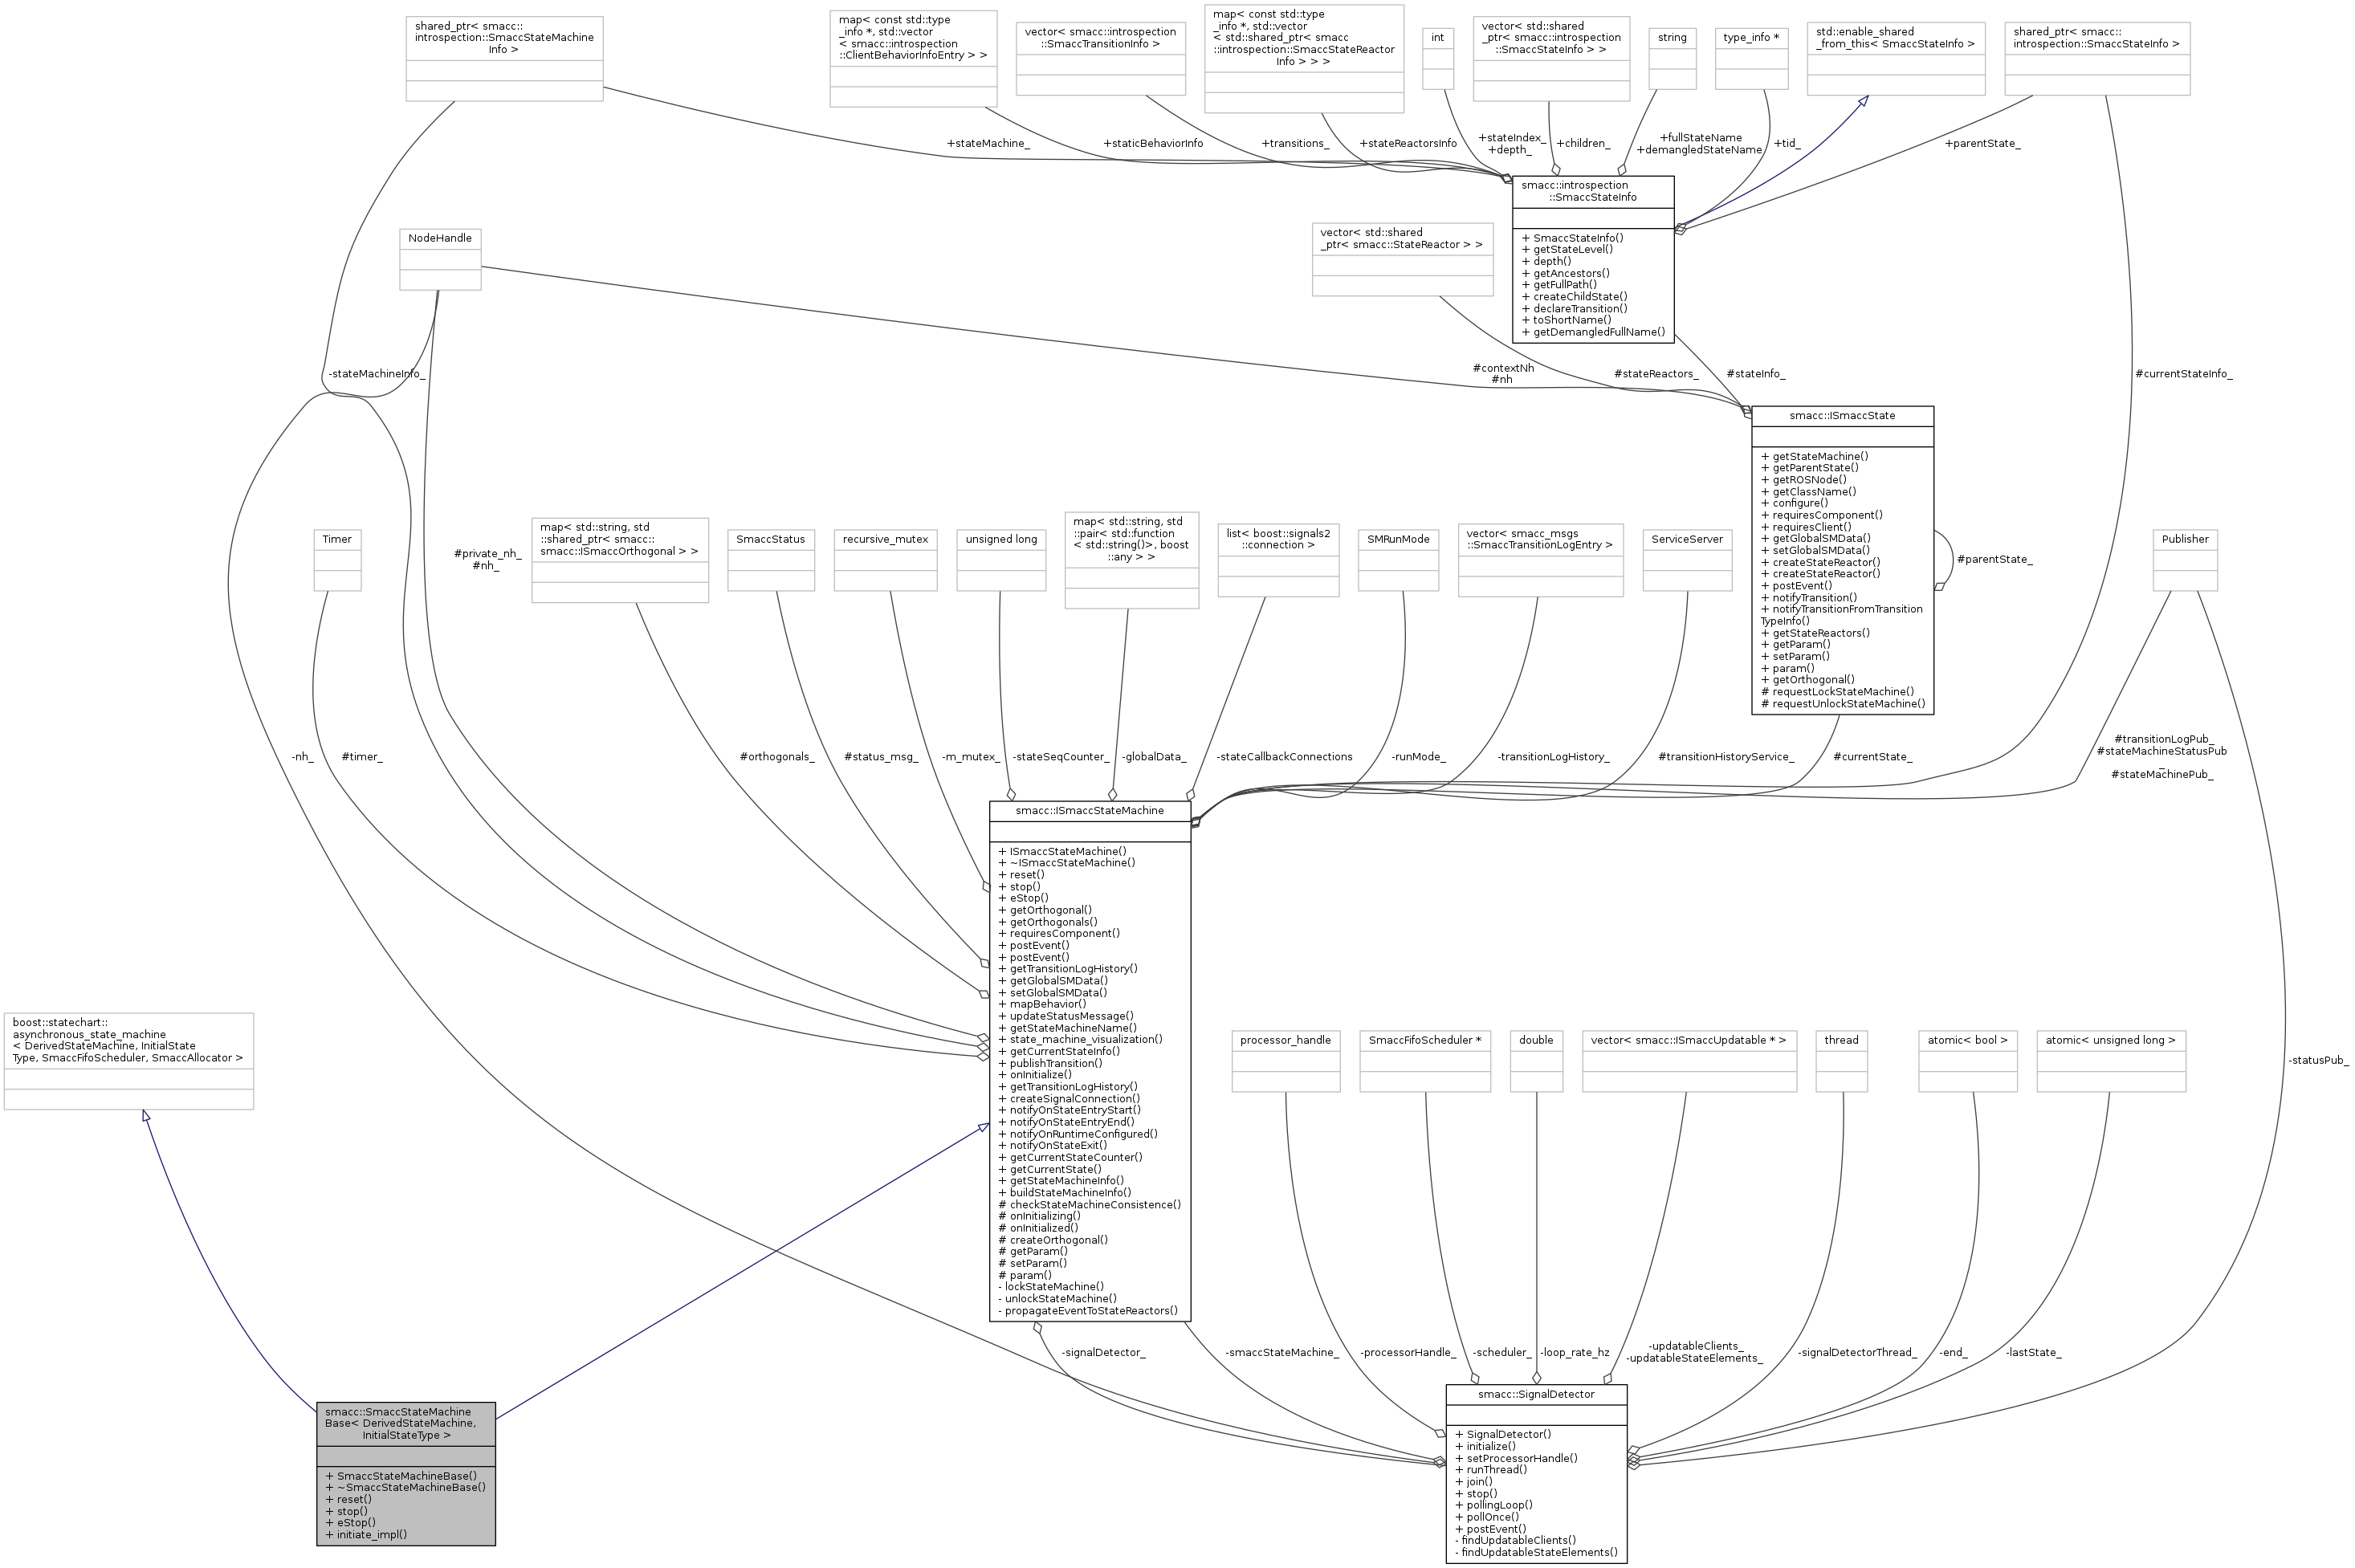 shared_ptr< smacc::
introspection::SmaccStateMachine
Info >
map< const std::type
_info *, std::vector
< smacc::introspection
::ClientBehaviorInfoEntry > >
vector< smacc::introspection
::SmaccTransitionInfo >
map< const std::type
_info *, std::vector
< std::shared_ptr< smacc
::introspection::SmaccStateReactor
Info > > >
int
vector< std::shared
_ptr< smacc::introspection
::SmaccStateInfo > >
string
type_info *
std::enable_shared
_from_this< SmaccStateInfo >
shared_ptr< smacc::
introspection::SmaccStateInfo >
+stateMachine_
+staticBehaviorInfo
+transitions_
+stateReactorsInfo
+stateIndex_
+depth_
+children_
+fullStateName
+demangledStateName
+tid_
+parentState_
smacc::introspection
::SmaccStateInfo
+ SmaccStateInfo()
+ getStateLevel()
+ depth()
+ getAncestors()
+ getFullPath()
+ createChildState()
+ declareTransition()
+ toShortName()
+ getDemangledFullName()
NodeHandle
vector< std::shared
_ptr< smacc::StateReactor > >
-stateMachineInfo_
#contextNh
#nh
#stateReactors_
#stateInfo_
#currentStateInfo_
smacc::ISmaccState
+ getStateMachine()
+ getParentState()
+ getROSNode()
+ getClassName()
+ configure()
+ requiresComponent()
+ requiresClient()
+ getGlobalSMData()
+ setGlobalSMData()
+ createStateReactor()
+ createStateReactor()
+ postEvent()
+ notifyTransition()
+ notifyTransitionFromTransition
TypeInfo()
+ getStateReactors()
+ getParam()
+ setParam()
+ param()
+ getOrthogonal()
# requestLockStateMachine()
# requestUnlockStateMachine()
#parentState_
#private_nh_
#nh_
Timer
map< std::string, std
::shared_ptr< smacc::
smacc::ISmaccOrthogonal > >
SmaccStatus
recursive_mutex
unsigned long
map< std::string, std
::pair< std::function
< std::string()>, boost
::any > >
list< boost::signals2
::connection >
SMRunMode
vector< smacc_msgs
::SmaccTransitionLogEntry >
ServiceServer
Publisher
-nh_
#timer_
#orthogonals_
#status_msg_
-m_mutex_
-stateSeqCounter_
-globalData_
-stateCallbackConnections
-runMode_
-transitionLogHistory_
#transitionHistoryService_
#currentState_
#transitionLogPub_
#stateMachineStatusPub
_
#stateMachinePub_
smacc::ISmaccStateMachine
+ ISmaccStateMachine()
+ ~ISmaccStateMachine()
+ reset()
+ stop()
+ eStop()
+ getOrthogonal()
+ getOrthogonals()
+ requiresComponent()
+ postEvent()
+ postEvent()
+ getTransitionLogHistory()
+ getGlobalSMData()
+ setGlobalSMData()
+ mapBehavior()
+ updateStatusMessage()
+ getStateMachineName()
+ state_machine_visualization()
+ getCurrentStateInfo()
+ publishTransition()
+ onInitialize()
+ getTransitionLogHistory()
+ createSignalConnection()
+ notifyOnStateEntryStart()
+ notifyOnStateEntryEnd()
+ notifyOnRuntimeConfigured()
+ notifyOnStateExit()
+ getCurrentStateCounter()
+ getCurrentState()
+ getStateMachineInfo()
+ buildStateMachineInfo()
# checkStateMachineConsistence()
# onInitializing()
# onInitialized()
# createOrthogonal()
# getParam()
# setParam()
# param()
- lockStateMachine()
- unlockStateMachine()
- propagateEventToStateReactors()
boost::statechart::
asynchronous_state_machine
< DerivedStateMachine, InitialState
Type, SmaccFifoScheduler, SmaccAllocator >
processor_handle
SmaccFifoScheduler *
double
vector< smacc::ISmaccUpdatable * >
thread
atomic< bool >
atomic< unsigned long >
-statusPub_
-signalDetector_
-smaccStateMachine_
-processorHandle_
-scheduler_
-loop_rate_hz
-updatableClients_
-updatableStateElements_
-signalDetectorThread_
-end_
-lastState_
smacc::SmaccStateMachine
Base< DerivedStateMachine,
InitialStateType >
+ SmaccStateMachineBase()
+ ~SmaccStateMachineBase()
+ reset()
+ stop()
+ eStop()
+ initiate_impl()
smacc::SignalDetector
+ SignalDetector()
+ initialize()
+ setProcessorHandle()
+ runThread()
+ join()
+ stop()
+ pollingLoop()
+ pollOnce()
+ postEvent()
- findUpdatableClients()
- findUpdatableStateElements()